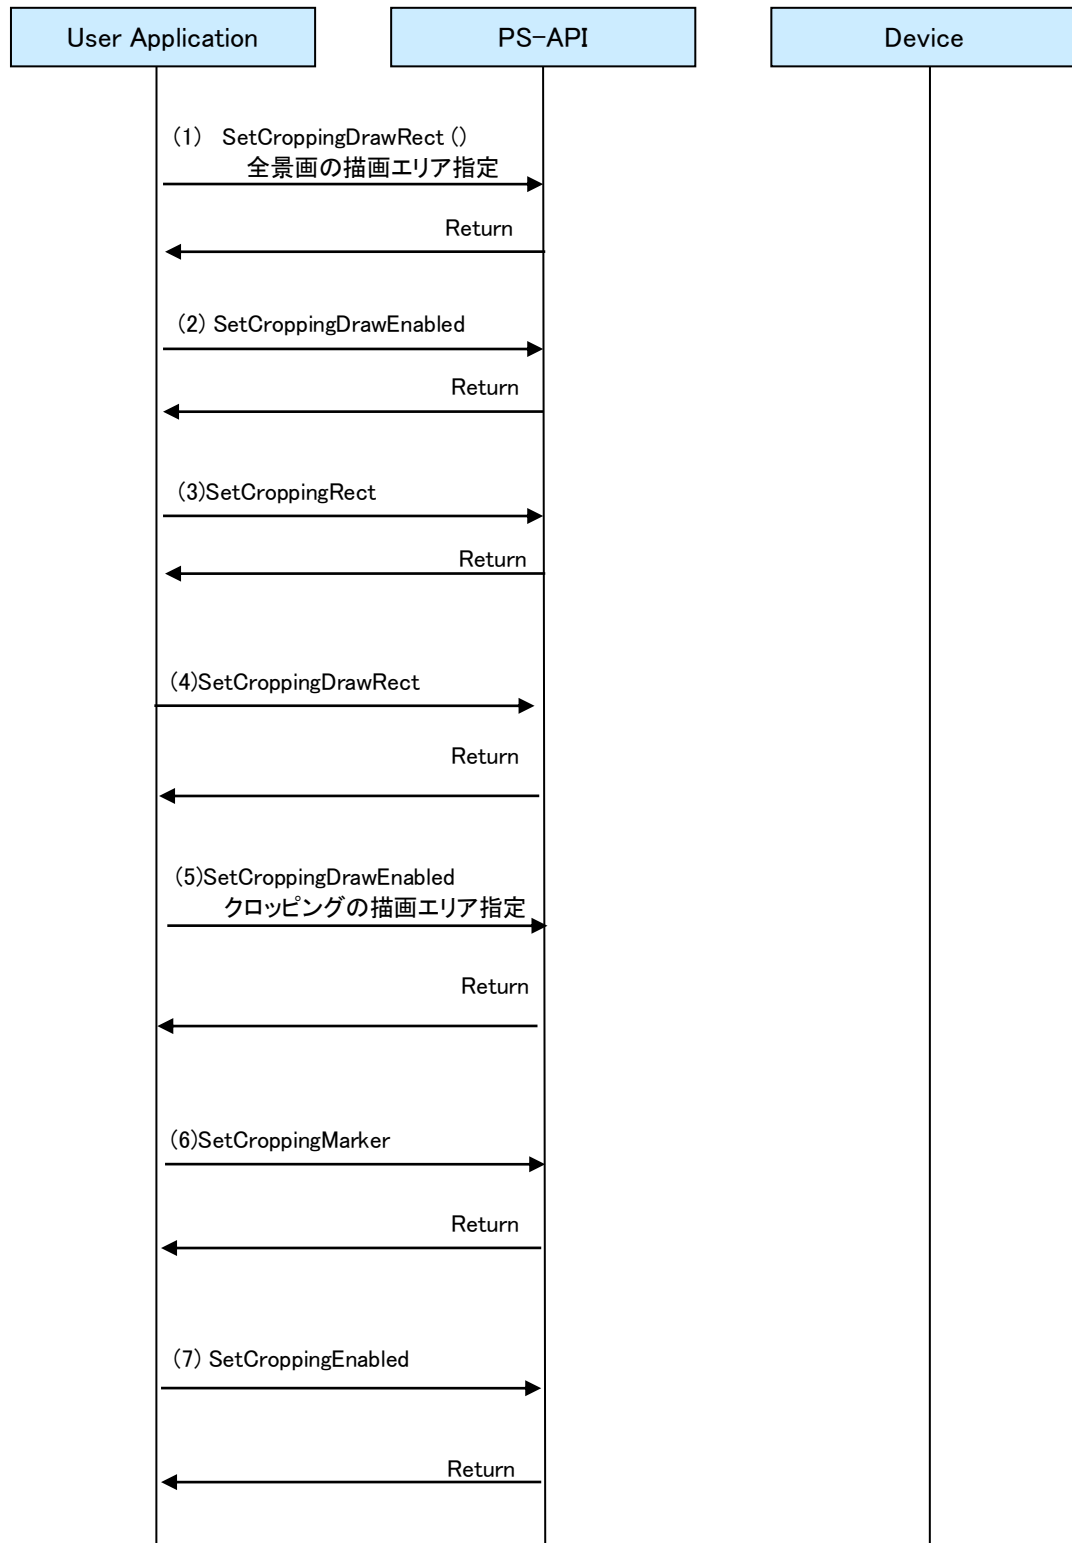 User Application
PS-API
Device
(1) SetCroppingDrawRect ()
全景画の描画エリア指定
Return
(2) SetCroppingDrawEnabled
Return
(3)SetCroppingRect
Return
(4)SetCroppingDrawRect
Return
(5)SetCroppingDrawEnabled
クロッピングの描画エリア指定
Return
(6)SetCroppingMarker
Return
(7) SetCroppingEnabled
Return